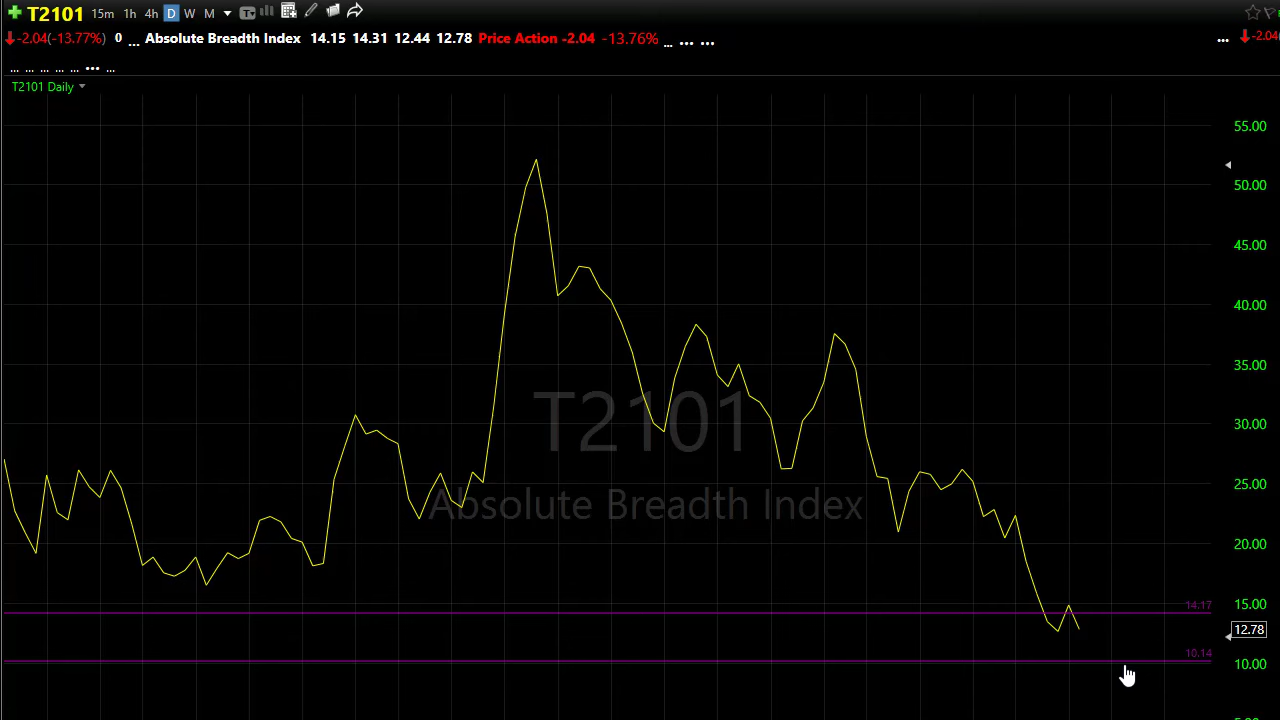 T2101 15m 1h 4h D W M
-2.04(-13.77%) 0 ... Absolute Breadth Index 14.15 14.31 12.44 12.78 Price Action -2.04 -13.76% ... ... ... ... -2.04(
... ... ... ... ... ... ...
T2101 Daily
55.00
50.00
45.00
40.00
35.00
T2101
30.00
25.00
Absolute Breadth Index
20.00
14.17 15.00
12.78
10.14
10.00